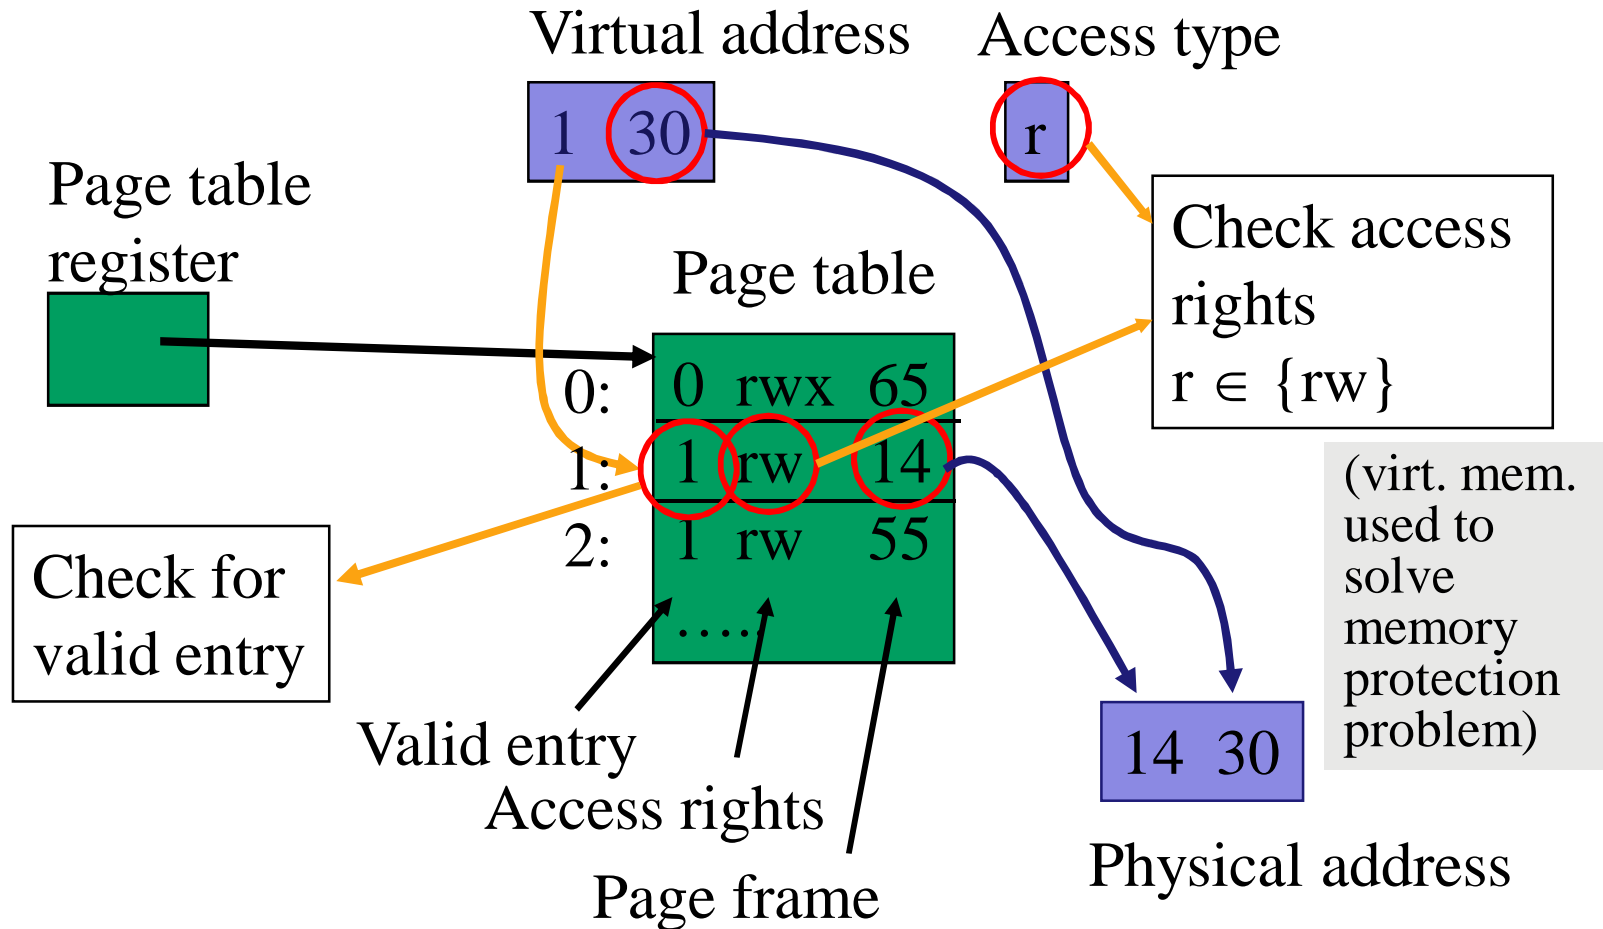 Virtual address
Access type
1 30
r
Page table
register
Page table
Check access
rights
r ∈ {rw}
0: 0 rwx 65
1: 1 rw 14
2: 1 rw 55
.....
Check for
valid entry
(virt. mem.
used to
solve
memory
protection
problem)
Valid entry
Access rights
Page frame
14 30
Physical address